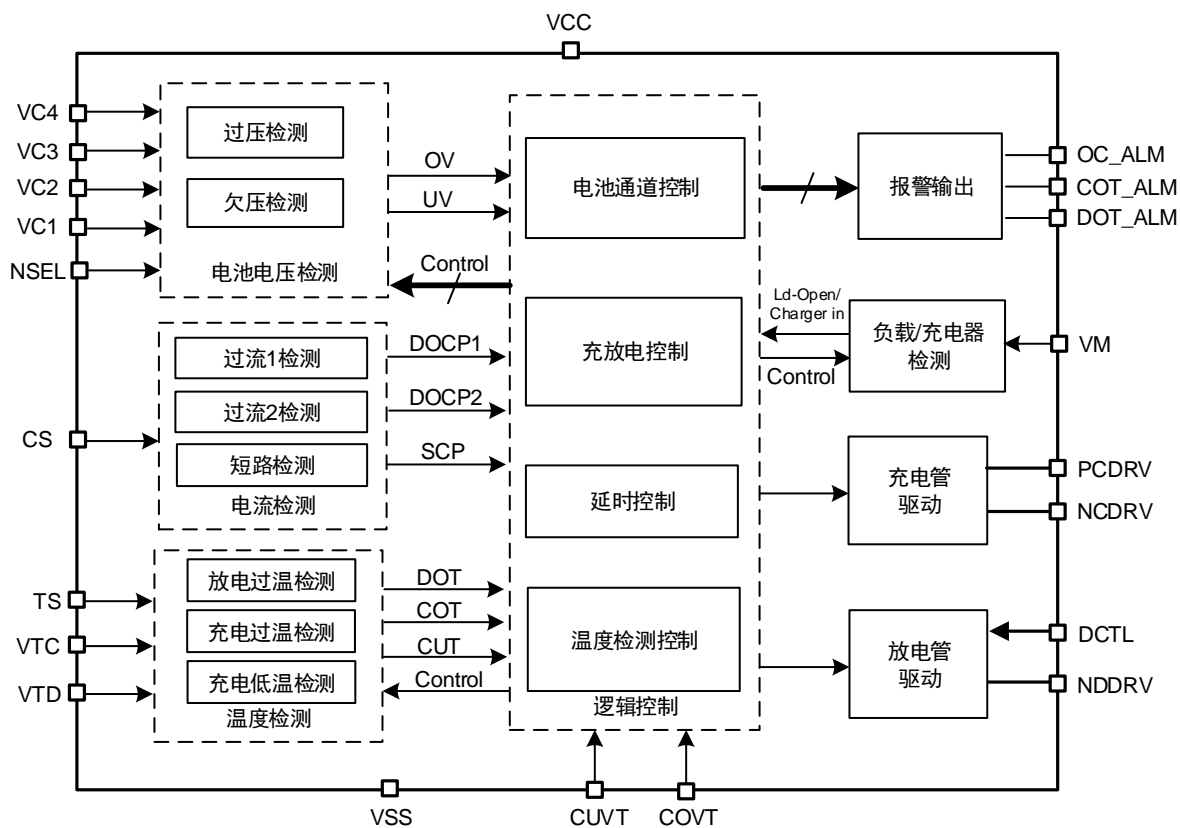 VCC
VC4
VC3
VC2
VC1
NSEL
过压检测
欠压检测
电池电压检测
OV
UV
Control
电池通道控制
报警输出
OC_ALM
COT_ALM
DOT_ALM
CS
过流1检测
过流2检测
短路检测
电流检测
DOCP1
DOCP2
SCP
充放电控制
Ld-Open/
Charger in
Control
负载/充电器
检测
VM
延时控制
充电管
驱动
PCDRV
NCDRV
TS
VTC
VTD
放电过温检测
充电过温检测
充电低温检测
温度检测
DOT
COT
CUT
Control
温度检测控制
逻辑控制
放电管
驱动
DCTL
NDDRV
VSS
CUVT
COVT